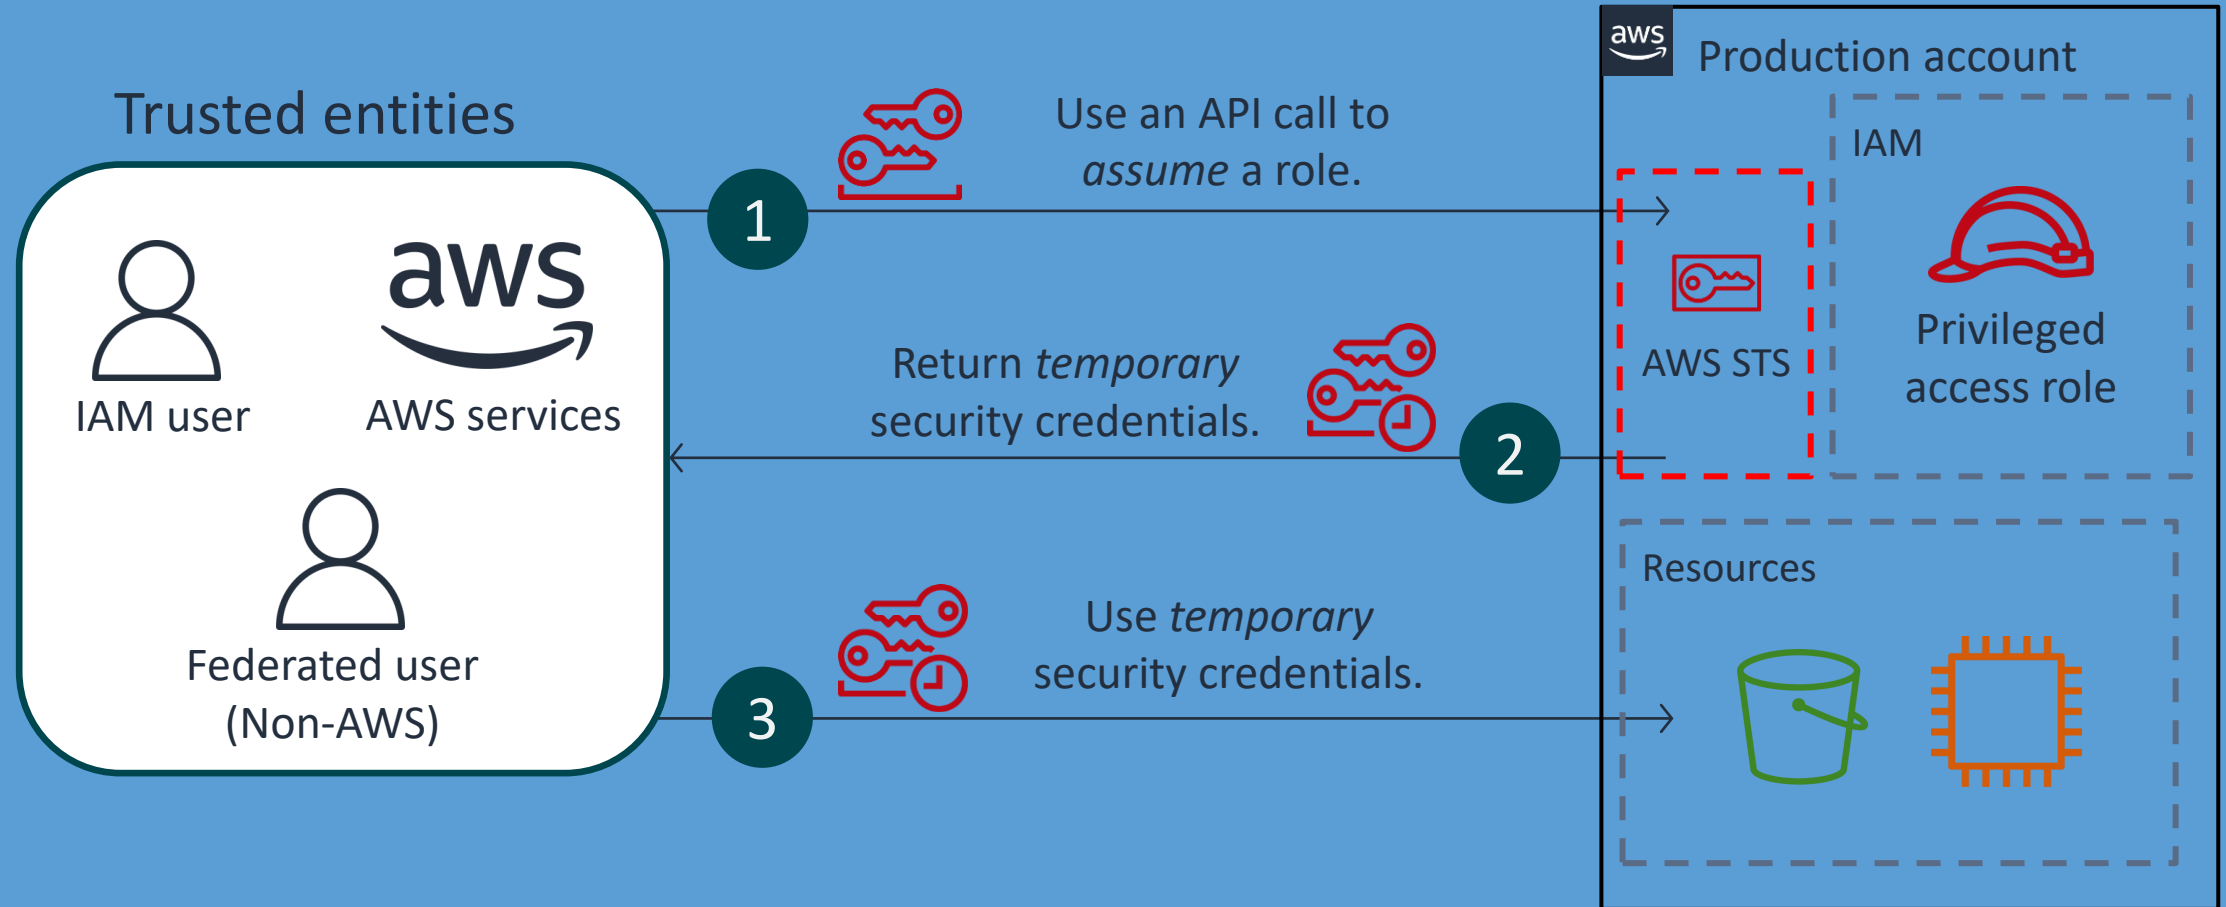 aws
Production account
Trusted entities
Use an API call to
assume a role.
IAM
1
aws
AWS STS
Privileged
access role
Return temporary
security credentials.
2
IAM user
AWS services
Resources
Use temporary
security credentials.
3
Federated user
(Non-AWS)